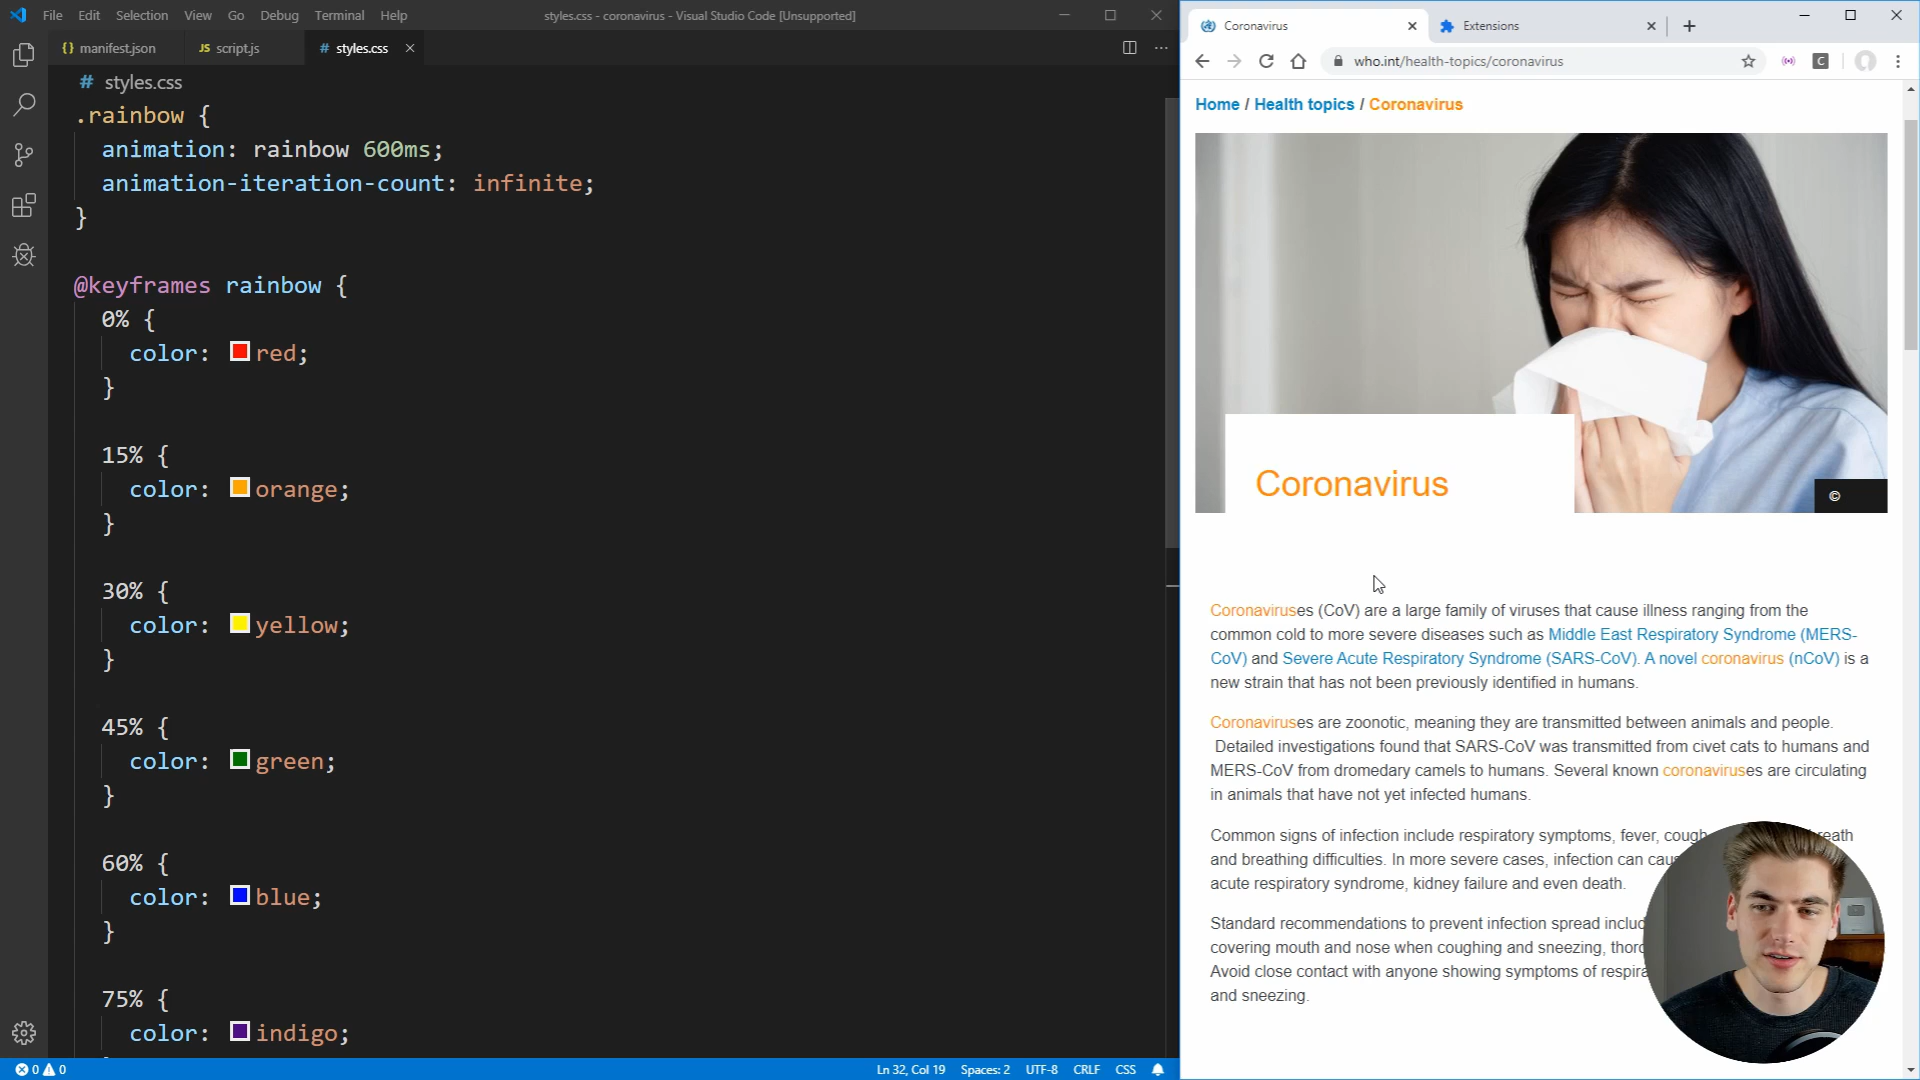 File Edit Selection View Go Debug Terminal Help
styles.css - coronavirus - Visual Studio Code [Unsupported]
{} manifest.json
JS script.js
# styles.css
# styles.css
.rainbow {
animation: rainbow 600ms;
animation-iteration-count: infinite;
}
@keyframes rainbow {
0% {
color: red;
}
15% {
color: orange;
}
30% {
color: yellow;
}
45% {
color: green;
}
60% {
color: blue;
}
75% {
color: indigo;
0 0
Ln 32, Col 19 Spaces: 2 UTF-8 CRLF CSS
Coronavirus
Extensions
who.int/health-topics/coronavirus
C
Home / Health topics / Coronavirus
Coronavirus
©
Coronaviruses (CoV) are a large family of viruses that cause illness ranging from the
common cold to more severe diseases such as Middle East Respiratory Syndrome (MERS-
CoV) and Severe Acute Respiratory Syndrome (SARS-CoV). A novel coronavirus (nCoV) is a
new strain that has not been previously identified in humans.
Coronaviruses are zoonotic, meaning they are transmitted between animals and people.
Detailed investigations found that SARS-CoV was transmitted from civet cats to humans and
MERS-CoV from dromedary camels to humans. Several known coronaviruses are circulating
in animals that have not yet infected humans.
Common signs of infection include respiratory symptoms, fever, cough
and breathing difficulties. In more severe cases, infection can
acute respiratory syndrome, kidney failure and even death.
Standard recommendations to prevent infection spread
covering mouth and nose when coughing and sneezing,
Avoid close contact with anyone showing symptoms of
and sneezing.